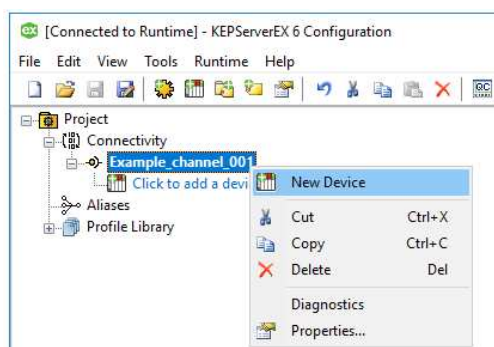 [Connected to Runtime] - KEPServerEX 6 Configuration
File Edit View Tools Runtime Help
Project
Connectivity
Example_channel_001
Click to add a devi
New Device
Aliases
Cut Ctrl+X
Profile Library
Copy Ctrl+C
Delete Del
Diagnostics
Properties...